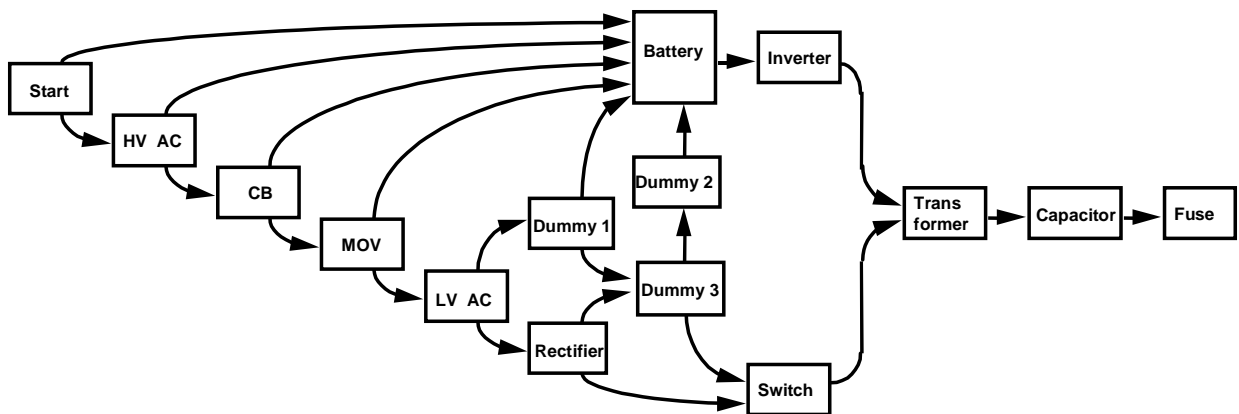 Start
HV AC
CB
MOV
LV AC
Dummy 1
Rectifier
Battery
Dummy 2
Dummy 3
Inverter
Switch
Trans
former
Capacitor
Fuse